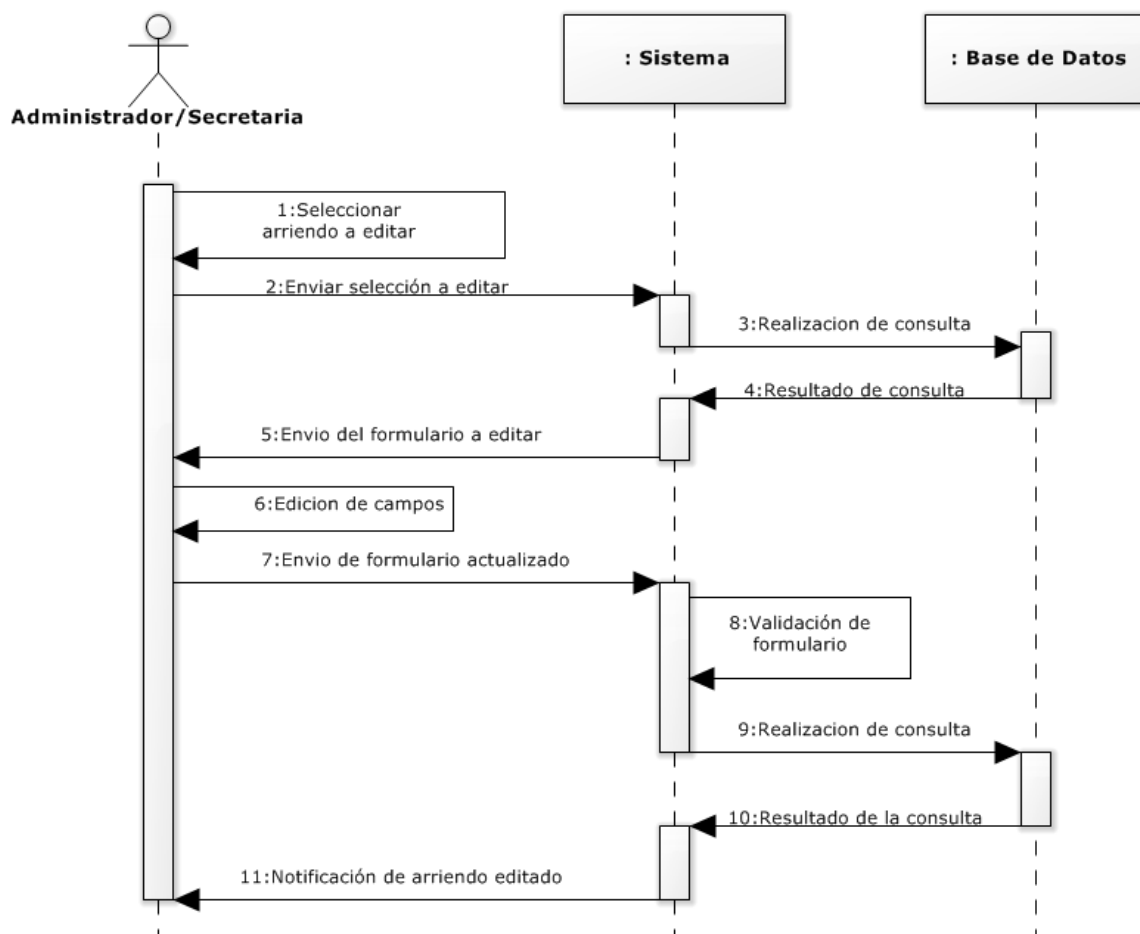 : Sistema
: Base de Datos
Administrador/Secretaria
1:Seleccionar
arriendo a editar
2:Enviar selección a editar
3:Realizacion de consulta
4:Resultado de consulta
5:Envio del formulario a editar
6:Edicion de campos
7:Envio de formulario actualizado
8:Validación de
formulario
9:Realizacion de consulta
10:Resultado de la consulta
11:Notificación de arriendo editado